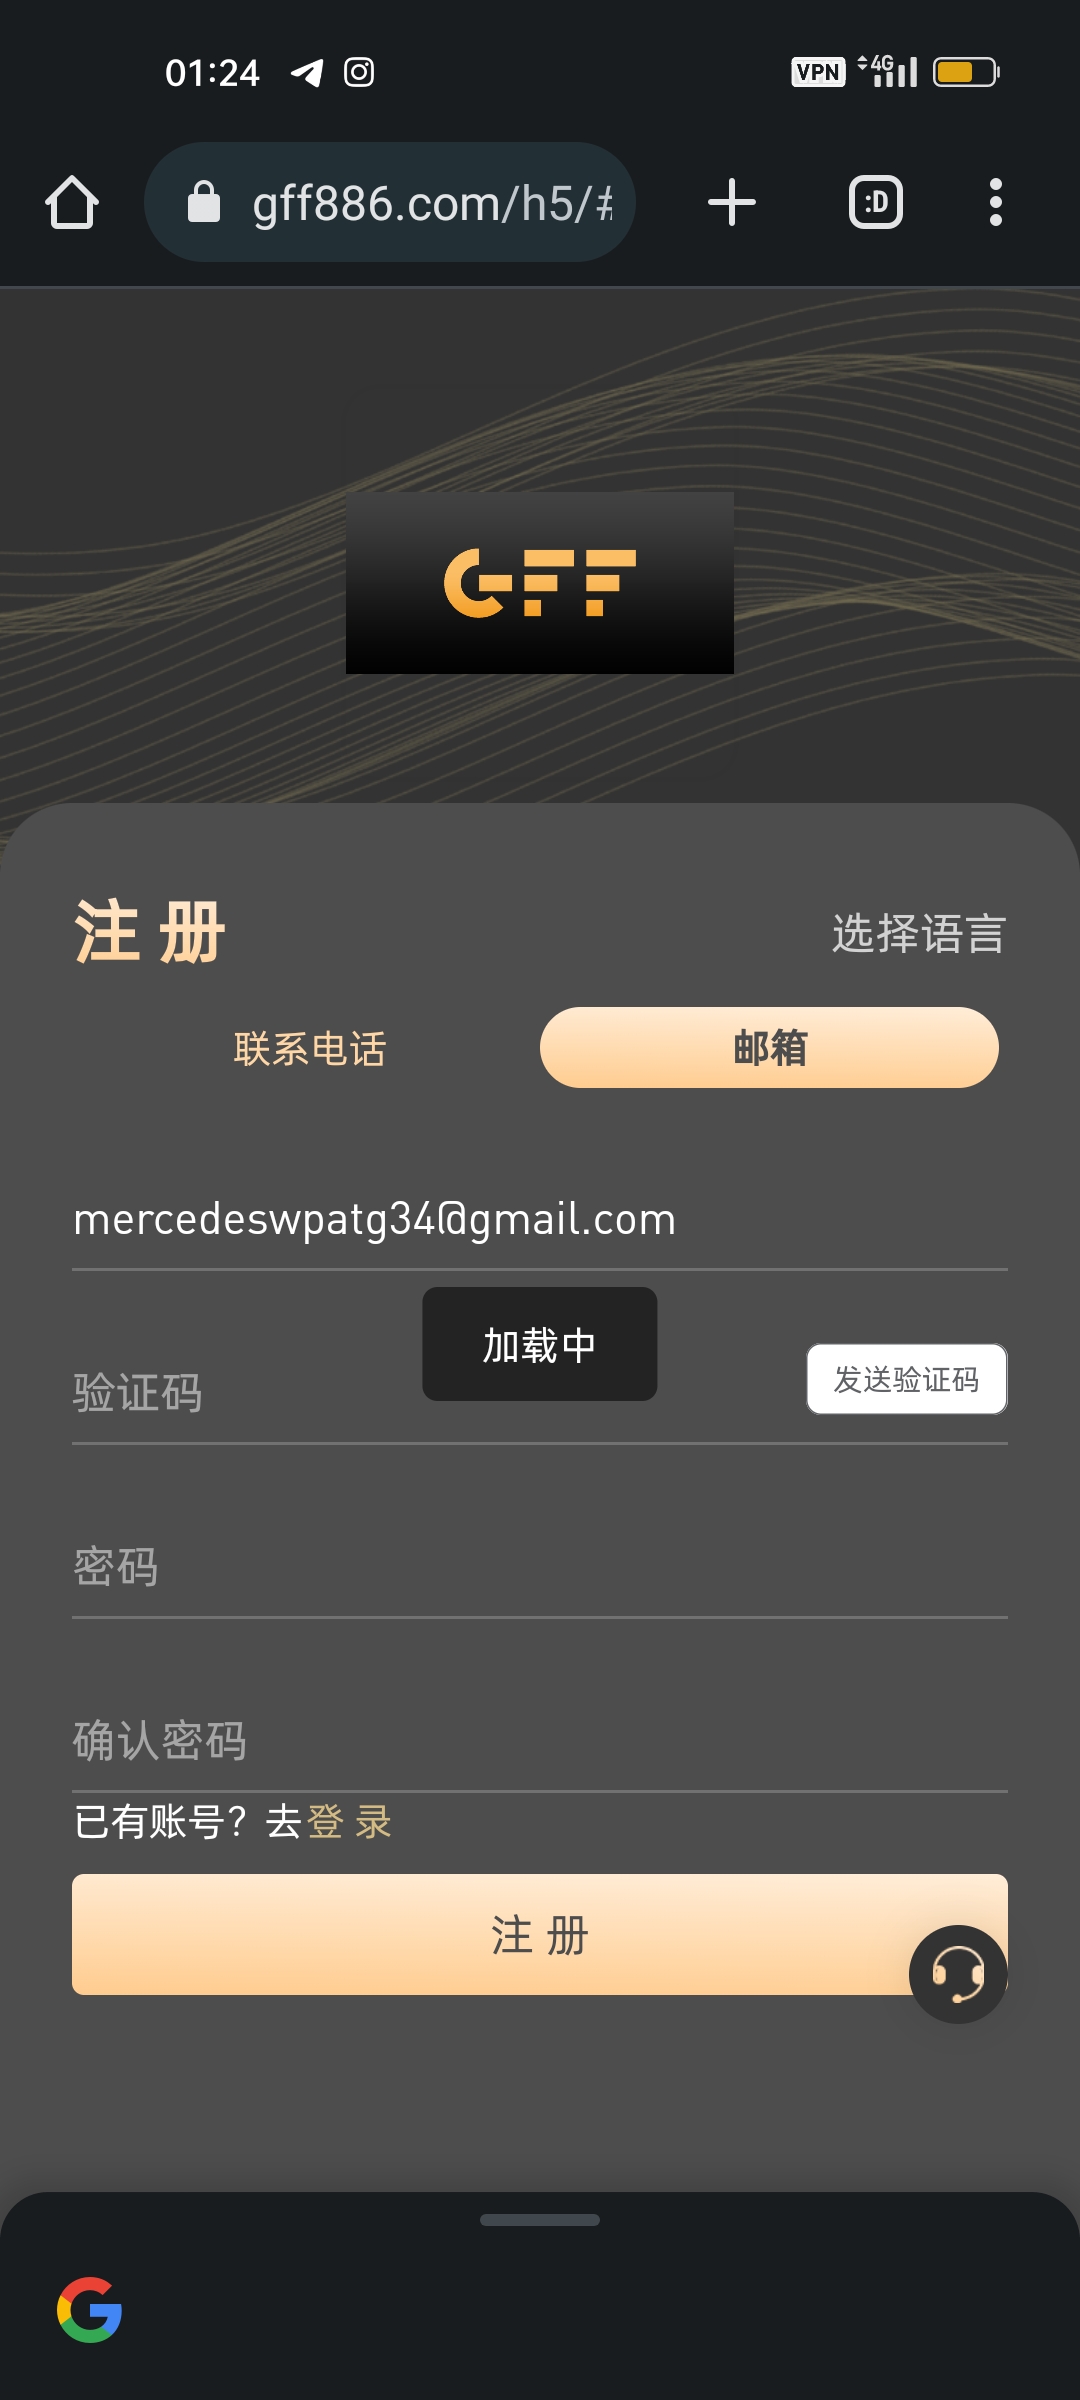 01:24
VPN 4G
gff886.com/h5/#
:D
GFF
注 册
选择语言
联系电话
邮箱
mercedeswpatg34@gmail.com
加载中
验证码
发送验证码
密码
确认密码
已有账号？去登 录
注 册